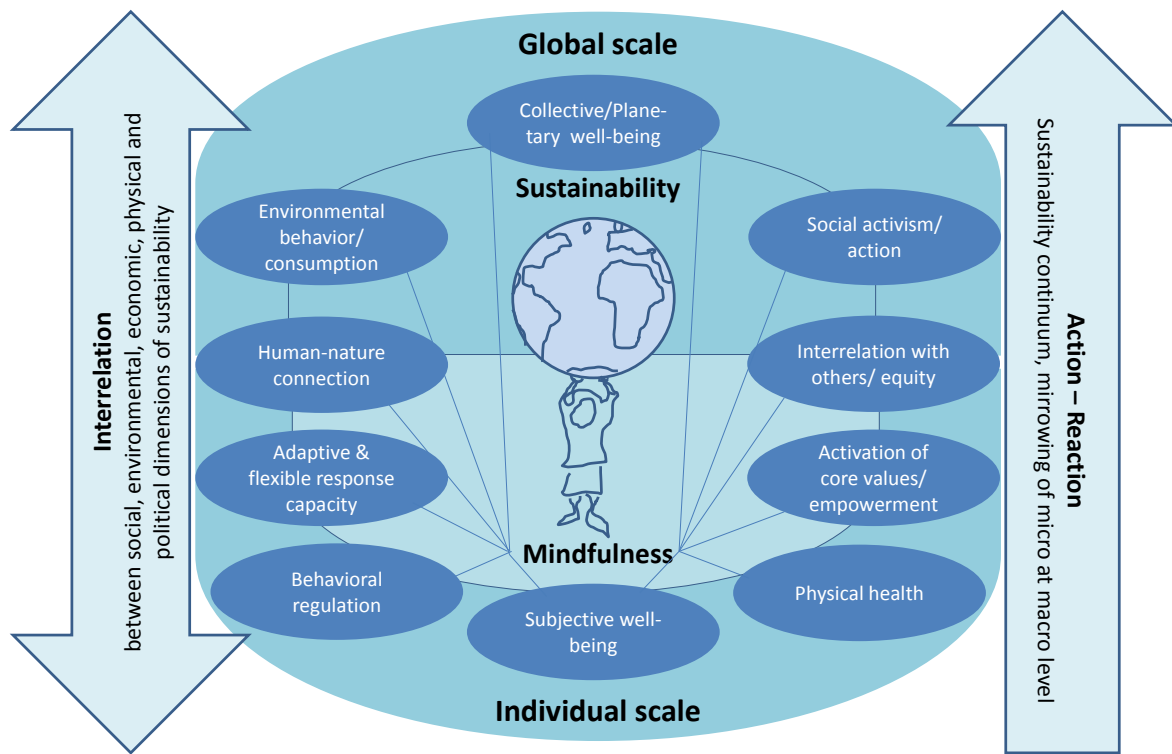 Global scale
Collective/Plane-
tary well-being
Sustainability
Environmental
behavior/
consumption
Social activism/
action
Human-nature
connection
Interrelation with
others/ equity
Adaptive &
flexible response
capacity
Activation of
core values/
empowerment
Mindfulness
Behavioral
regulation
Physical health
Subjective well-
being
Individual scale
Interrelation
between social, environmental, economic, physical and
political dimensions of sustainability
Action – Reaction
Sustainability continuum, mirrowing of micro at macro level